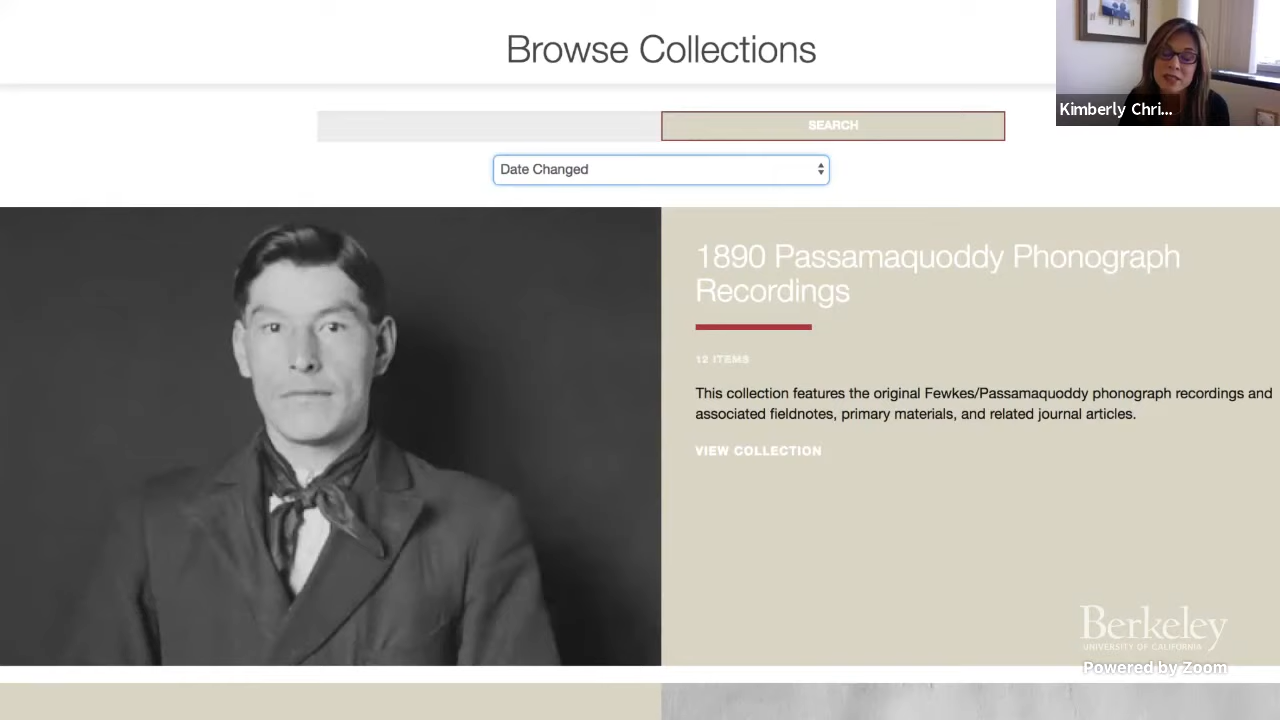 Browse Collections
Kimberly Chri...
SEARCH
Date Changed
1890 Passamaquoddy Phonograph
Recordings
12 ITEMS
This collection features the original Fewkes/Passamaquoddy phonograph recordings and
associated fieldnotes, primary materials, and related journal articles.
VIEW COLLECTION
Berkeley
UNIVERSITY OF CALIFORNIA
Powered by Zoom